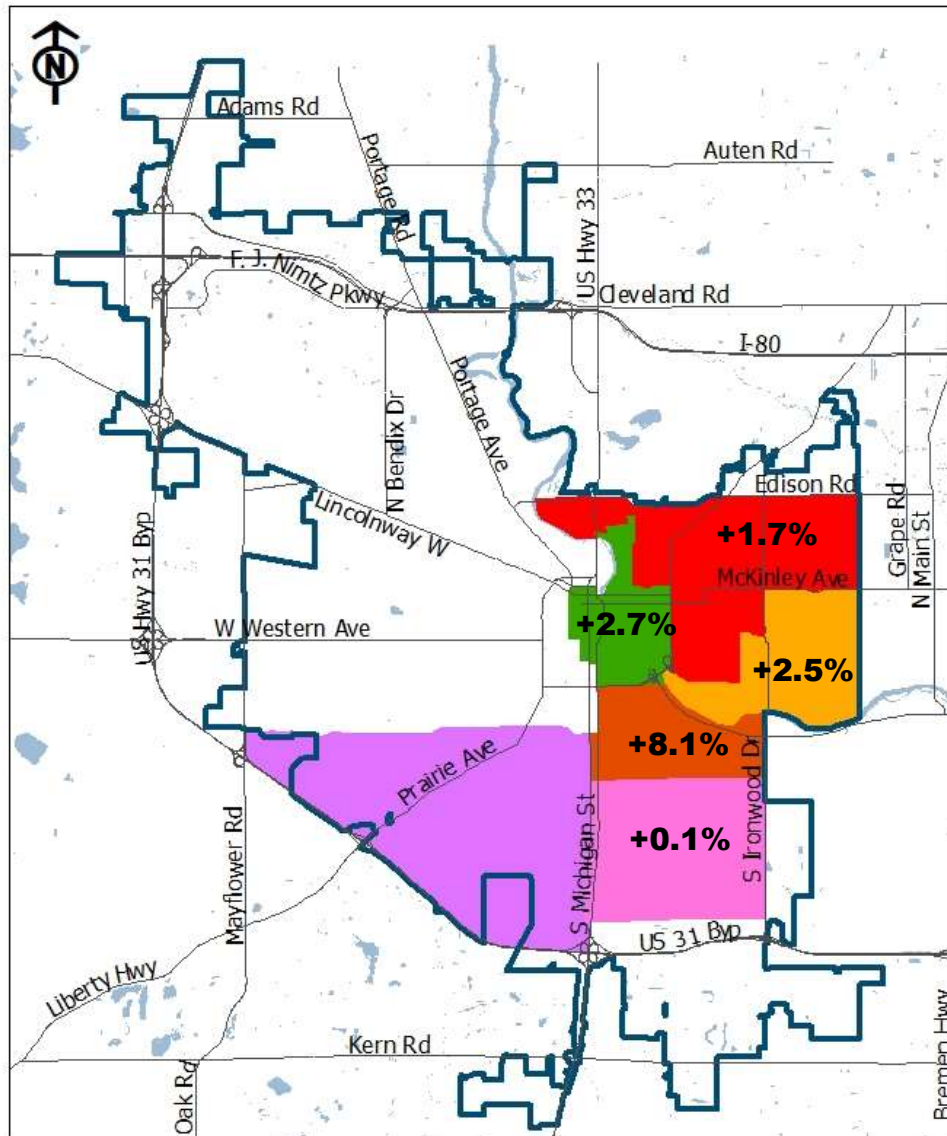 N
Adams Rd
Auten Rd
Portage Rd
US Hwy 33
F. J. Nimtz Pkwy
Cleveland Rd
I-80
N Bendix Dr
Portage Ave
Edison Rd
Grape Rd
N Main St
Lincolnway W
+1.7%
McKinley Ave
US Hwy 31 Byp
W Western Ave
+2.7%
+2.5%
+8.1%
Prairie Ave
S Ironwood Dr
Mayflower Rd
S Michigan St
+0.1%
US 31 Byp
Liberty Hwy
Kern Rd
Oak Rd
Bremen Hwy